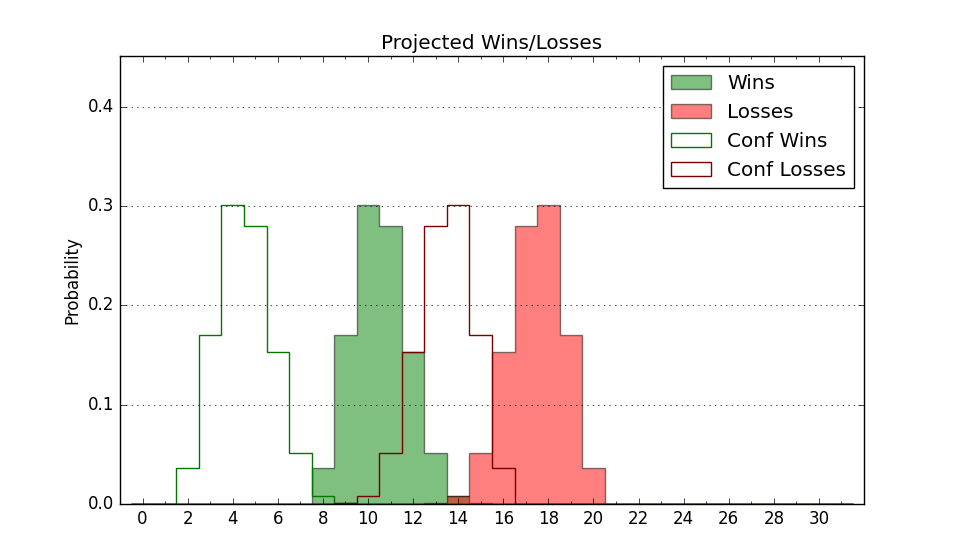 Projected Wins/Losses
Wins
Losses
Conf Wins
Conf Losses
Probability
0.4
0.3
0.2
0.1
0.0
0 2 4 6 8 10 12 14 16 18 20 22 24 26 28 30